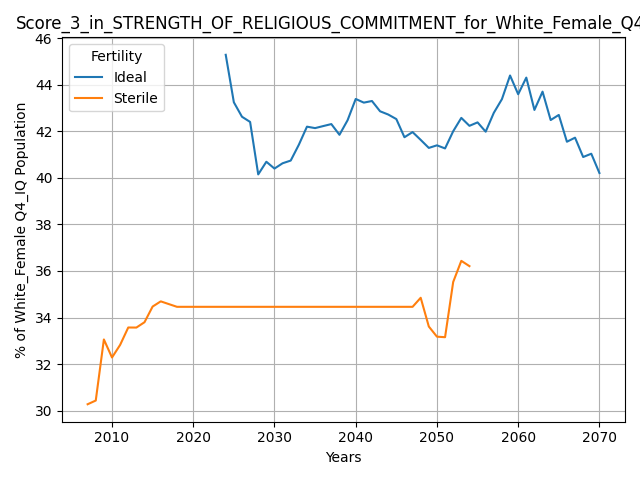 Score_3_in_STRENGTH_OF_RELIGIOUS_COMMITMENT_for_White_Female_Q4
46
44
42
40
38
36
34
32
30
% of White_Female Q4_IQ Population
Fertility
Ideal
Sterile
2010 2020 2030 2040 2050 2060 2070
Years